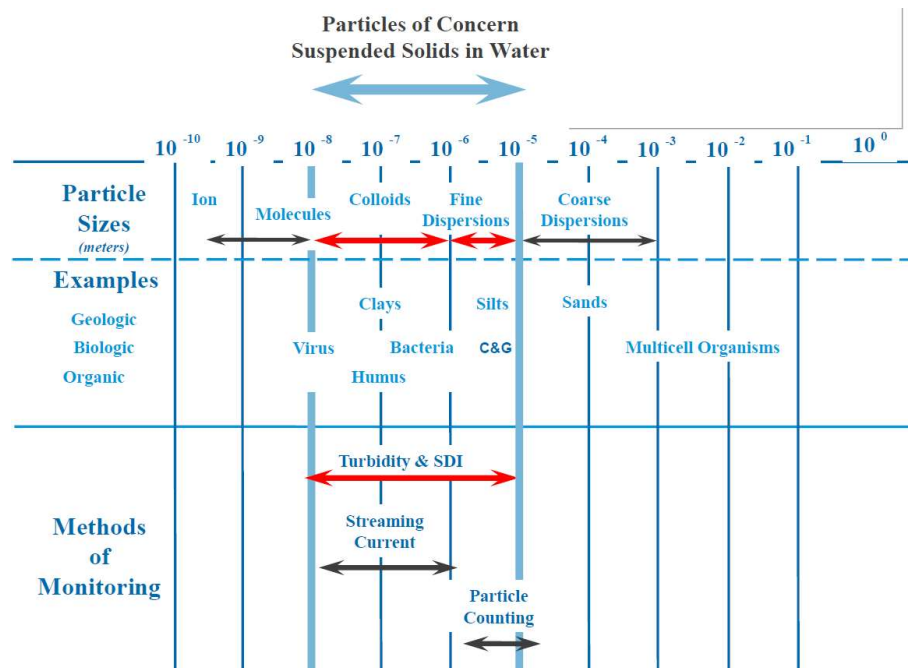 Particles of Concern
Suspended Solids in Water
10⁻¹⁰ 10⁻⁹ 10⁻⁸ 10⁻⁷ 10⁻⁶ 10⁻⁵ 10⁻⁴ 10⁻³ 10⁻² 10⁻¹ 10⁰
Particle
Sizes
(meters)
Ion
Molecules
Colloids
Fine
Dispersions
Coarse
Dispersions
Examples
Geologic
Clays
Silts
Sands
Biologic
Virus
Bacteria
C&G
Multicell Organisms
Organic
Humus
Methods
of
Monitoring
Turbidity & SDI
Streaming
Current
Particle
Counting